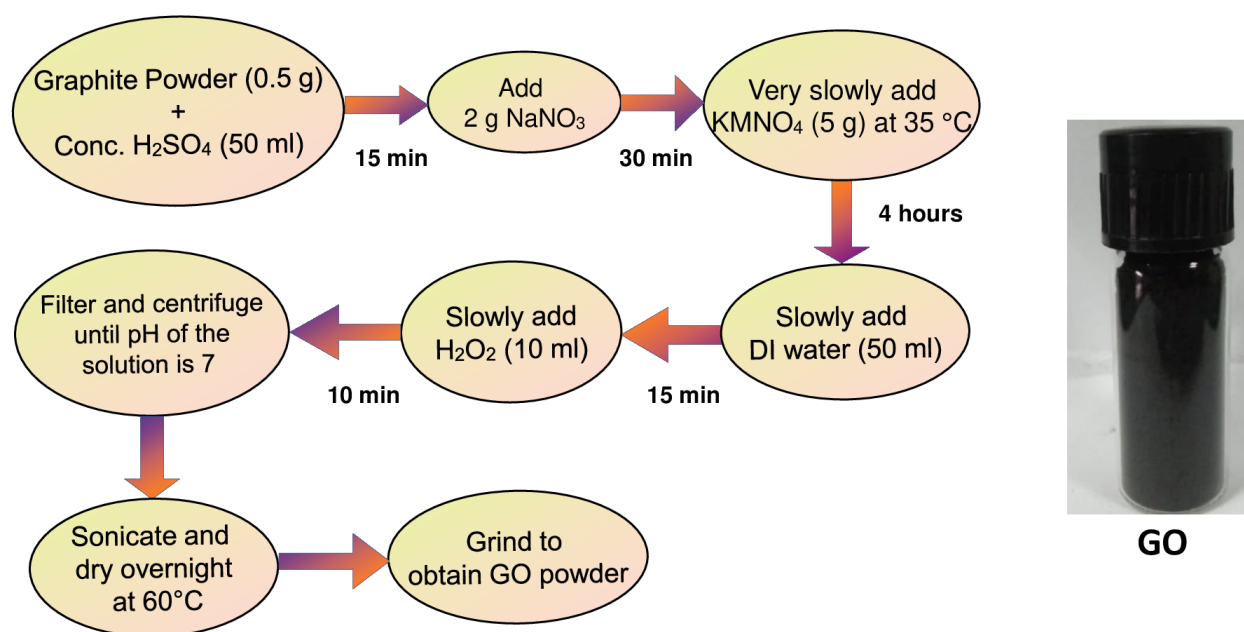 Graphite Powder (0.5 g)
+
Conc. H₂SO₄ (50 ml)
15 min
Add
2 g NaNO₃
30 min
Very slowly add
KMNO₄ (5 g) at 35 °C
4 hours
Slowly add
DI water (50 ml)
15 min
Slowly add
H₂O₂ (10 ml)
10 min
Filter and centrifuge
until pH of the
solution is 7
Sonicate and
dry overnight
at 60°C
Grind to
obtain GO powder
GO